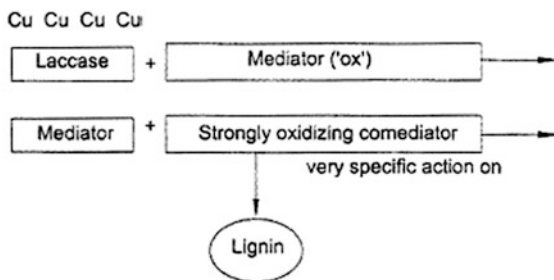 Cu Cu Cu Cu
Laccase + Mediator ('ox')
Mediator + Strongly oxidizing comediator
very specific action on
Lignin